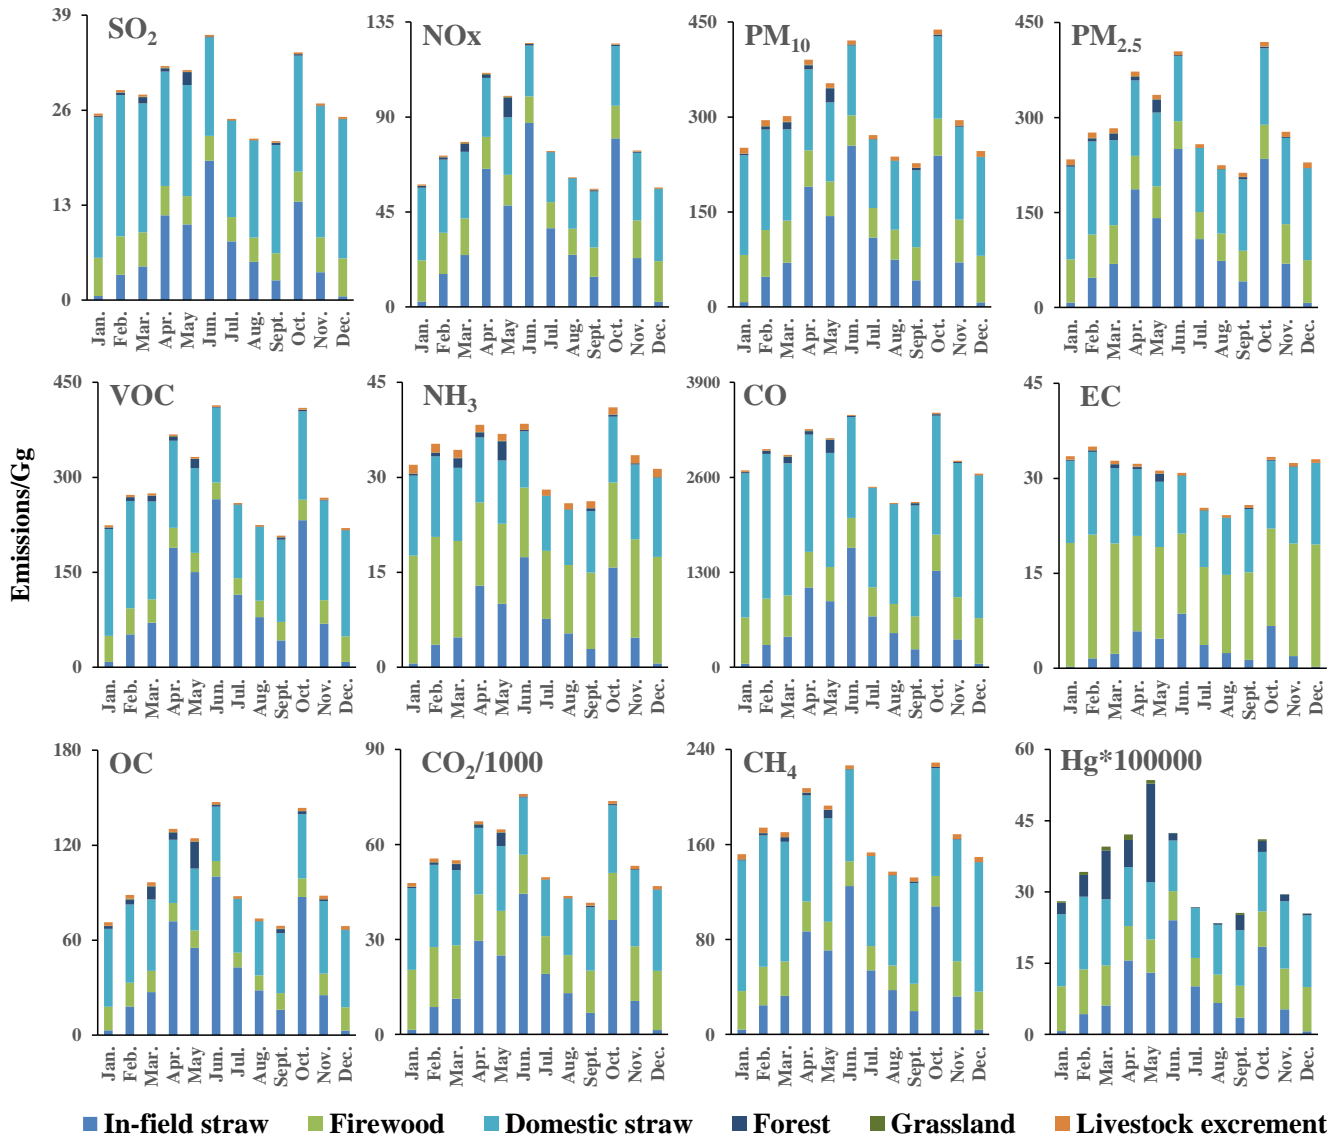 SO2
39
26
13
0
Jan. Feb. Mar. Apr. May Jun. Jul. Aug. Sept. Oct. Nov. Dec.
NOx
135
90
45
0
Jan. Feb. Mar. Apr. May Jun. Jul. Aug. Sept. Oct. Nov. Dec.
PM10
450
300
150
0
Jan. Feb. Mar. Apr. May Jun. Jul. Aug. Sept. Oct. Nov. Dec.
PM2.5
450
300
150
0
Jan. Feb. Mar. Apr. May Jun. Jul. Aug. Sept. Oct. Nov. Dec.
Emissions/Gg
VOC
450
300
150
0
Jan. Feb. Mar. Apr. May Jun. Jul. Aug. Sept. Oct. Nov. Dec.
NH3
45
30
15
0
Jan. Feb. Mar. Apr. May Jun. Jul. Aug. Sept. Oct. Nov. Dec.
CO
3900
2600
1300
0
Jan. Feb. Mar. Apr. May Jun. Jul. Aug. Sept. Oct. Nov. Dec.
EC
45
30
15
0
Jan. Feb. Mar. Apr. May Jun. Jul. Aug. Sept. Oct. Nov. Dec.
OC
180
120
60
0
Jan. Feb. Mar. Apr. May Jun. Jul. Aug. Sept. Oct. Nov. Dec.
CO2/1000
90
60
30
0
Jan. Feb. Mar. Apr. May Jun. Jul. Aug. Sept. Oct. Nov. Dec.
CH4
240
160
80
0
Jan. Feb. Mar. Apr. May Jun. Jul. Aug. Sept. Oct. Nov. Dec.
Hg*100000
60
45
30
15
0
Jan. Feb. Mar. Apr. May Jun. Jul. Aug. Sept. Oct. Nov. Dec.
In-field straw Firewood Domestic straw Forest Grassland Livestock excrement